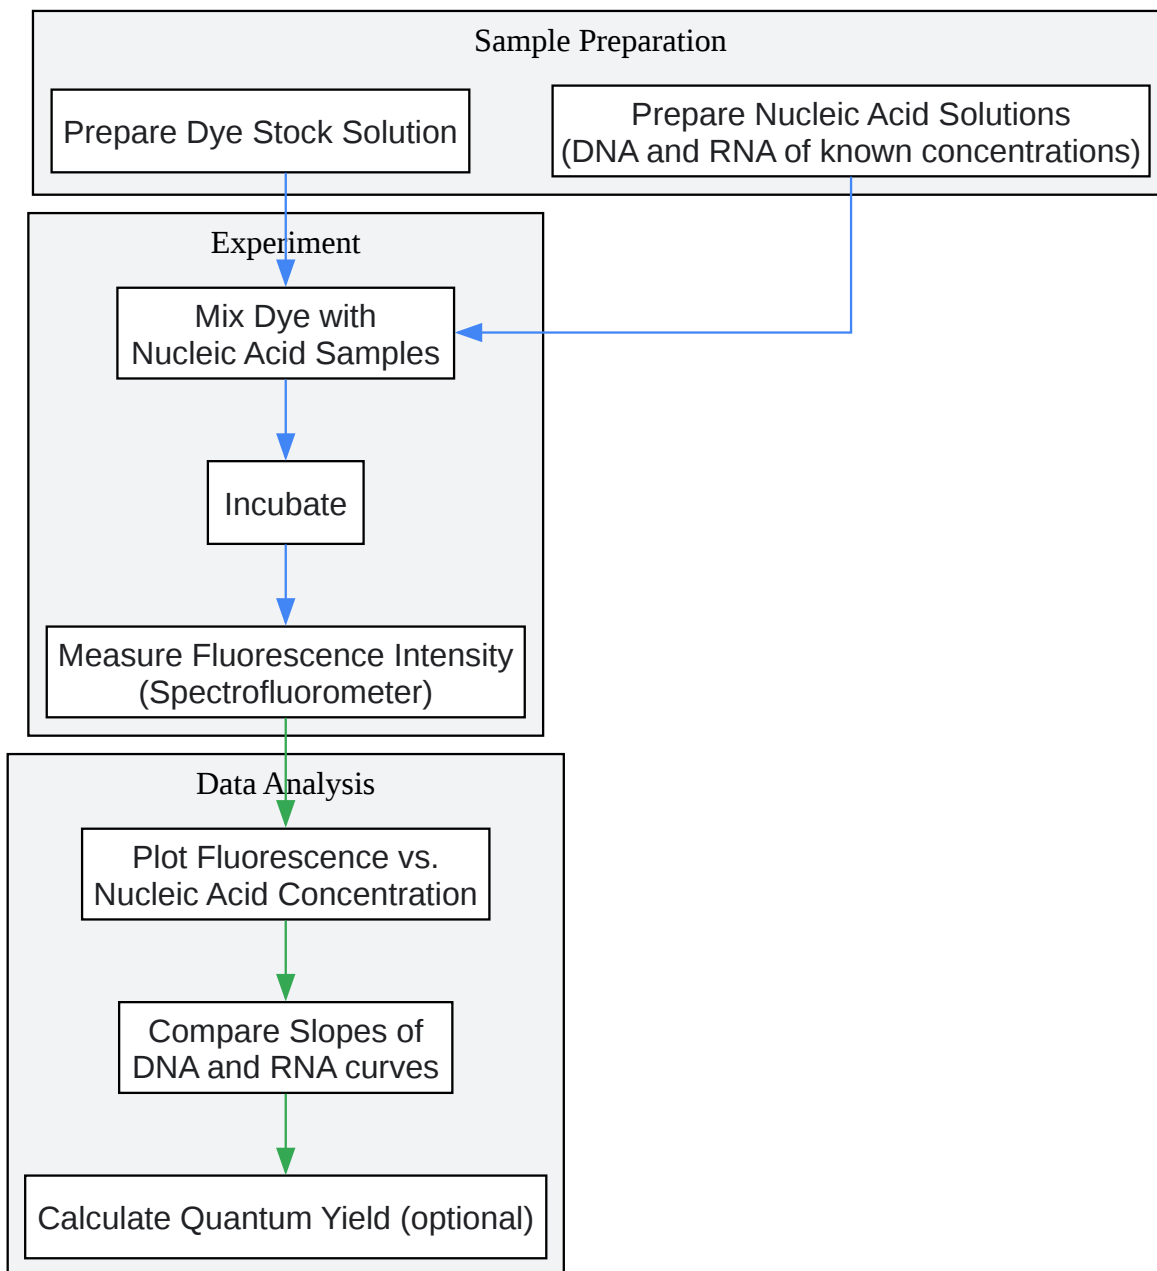 Sample Preparation
Prepare Dye Stock Solution
Prepare Nucleic Acid Solutions
(DNA and RNA of known concentrations)
Experiment
Mix Dye with
Nucleic Acid Samples
Incubate
Measure Fluorescence Intensity
(Spectrofluorometer)
Data Analysis
Plot Fluorescence vs.
Nucleic Acid Concentration
Compare Slopes of
DNA and RNA curves
Calculate Quantum Yield (optional)